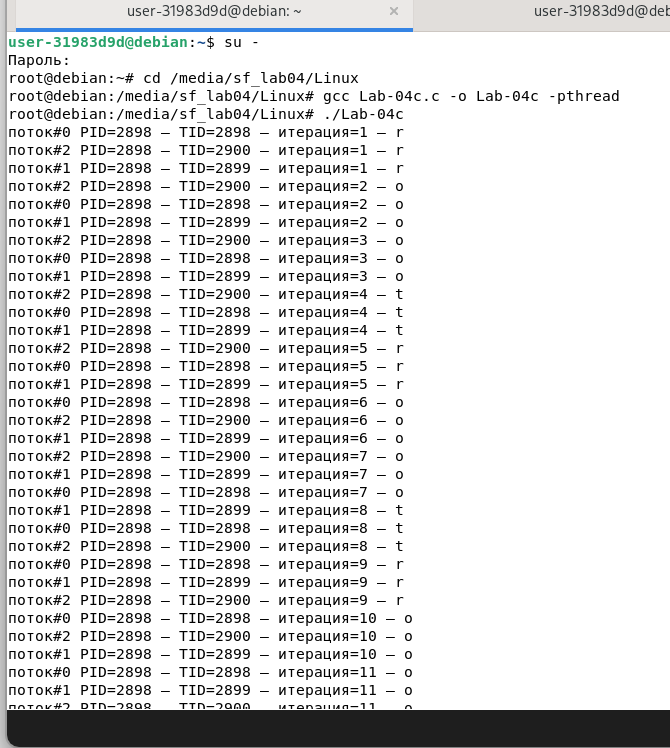 user-31983d9d@debian: ~ × user-31983d9d@deb
user-31983d9d@debian:~$ su -
Пароль:
root@debian:~# cd /media/sf_lab04/Linux
root@debian:/media/sf_lab04/Linux# gcc Lab-04c.c -o Lab-04c -pthread
root@debian:/media/sf_lab04/Linux# ./Lab-04c
поток#0 PID=2898 – TID=2898 – итерация=1 – r
поток#2 PID=2898 – TID=2900 – итерация=1 – r
поток#1 PID=2898 – TID=2899 – итерация=1 – r
поток#2 PID=2898 – TID=2900 – итерация=2 – o
поток#0 PID=2898 – TID=2898 – итерация=2 – o
поток#1 PID=2898 – TID=2899 – итерация=2 – o
поток#2 PID=2898 – TID=2900 – итерация=3 – o
поток#0 PID=2898 – TID=2898 – итерация=3 – o
поток#1 PID=2898 – TID=2899 – итерация=3 – o
поток#2 PID=2898 – TID=2900 – итерация=4 – t
поток#0 PID=2898 – TID=2898 – итерация=4 – t
поток#1 PID=2898 – TID=2899 – итерация=4 – t
поток#2 PID=2898 – TID=2900 – итерация=5 – r
поток#0 PID=2898 – TID=2898 – итерация=5 – r
поток#1 PID=2898 – TID=2899 – итерация=5 – r
поток#0 PID=2898 – TID=2898 – итерация=6 – o
поток#2 PID=2898 – TID=2900 – итерация=6 – o
поток#1 PID=2898 – TID=2899 – итерация=6 – o
поток#2 PID=2898 – TID=2900 – итерация=7 – o
поток#1 PID=2898 – TID=2899 – итерация=7 – o
поток#0 PID=2898 – TID=2898 – итерация=7 – o
поток#1 PID=2898 – TID=2899 – итерация=8 – t
поток#0 PID=2898 – TID=2898 – итерация=8 – t
поток#2 PID=2898 – TID=2900 – итерация=8 – t
поток#0 PID=2898 – TID=2898 – итерация=9 – r
поток#1 PID=2898 – TID=2899 – итерация=9 – r
поток#2 PID=2898 – TID=2900 – итерация=9 – r
поток#0 PID=2898 – TID=2898 – итерация=10 – o
поток#2 PID=2898 – TID=2900 – итерация=10 – o
поток#1 PID=2898 – TID=2899 – итерация=10 – o
поток#0 PID=2898 – TID=2898 – итерация=11 – o
поток#1 PID=2898 – TID=2899 – итерация=11 – o
поток#2 PID=2898 – TID=2900 – итерация=11 – o